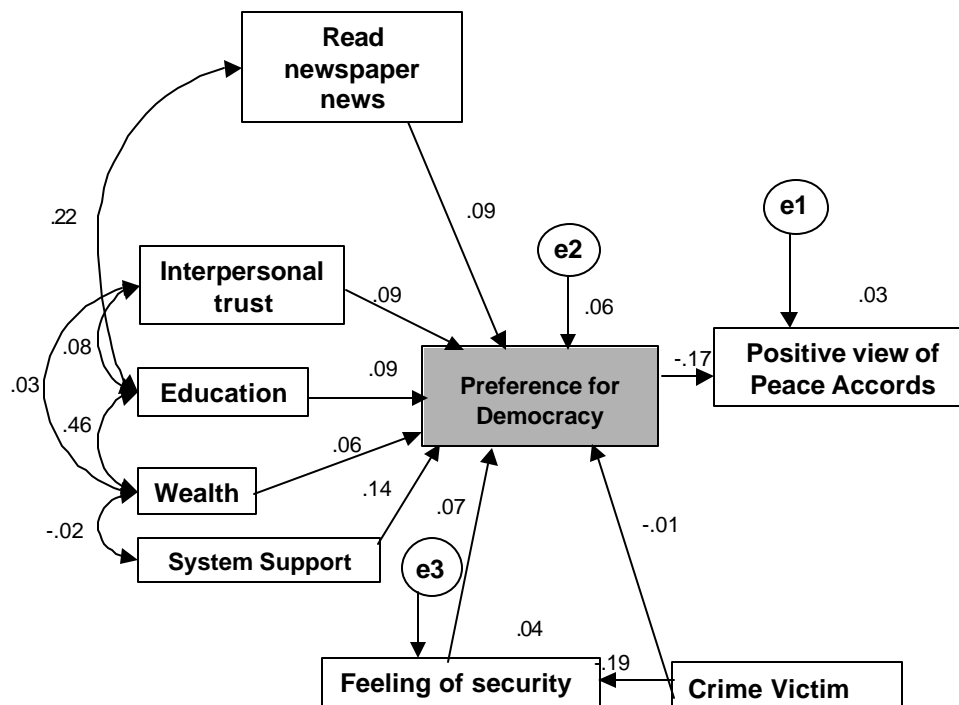 Read
newspaper
news
.22
.09
e1
e2
Interpersonal
trust
.09
.06
.03
.08
.03
Education
.09
-.17
Positive view of
Peace Accords
Preference for
Democracy
.46
.06
Wealth
.14
-.02
System Support
.07
-.01
e3
.04
-.19
Feeling of security
Crime Victim